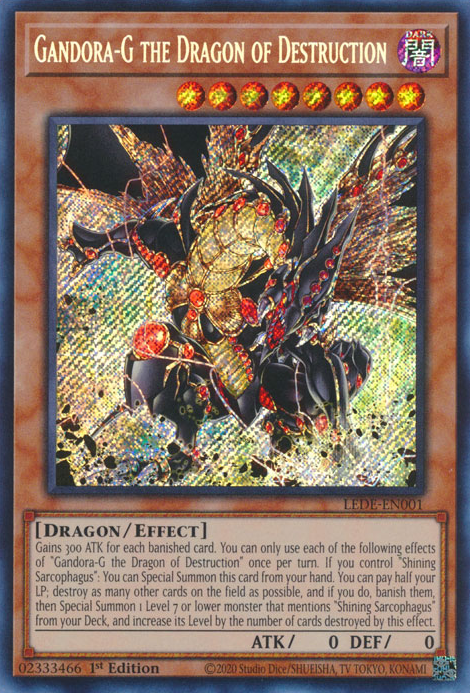 GANDORA-G THE DRAGON OF DESTRUCTION
DARK
闇
LEDE-EN001
[DRAGON/EFFECT]
Gains 300 ATK for each banished card. You can only use each of the following effects
of "Gandora-G the Dragon of Destruction" once per turn. If you control "Shining
Sarcophagus": You can Special Summon this card from your hand. You can pay half your
LP; destroy as many other cards on the field as possible, and if you do, banish them,
then Special Summon 1 Level 7 or lower monster that mentions "Shining Sarcophagus"
from your Deck, and increase its Level by the number of cards destroyed by this effect.
ATK/ 0 DEF/ 0
02333466 1st Edition ©2020 Studio Dice/SHUEISHA, TV TOKYO, KONAMI